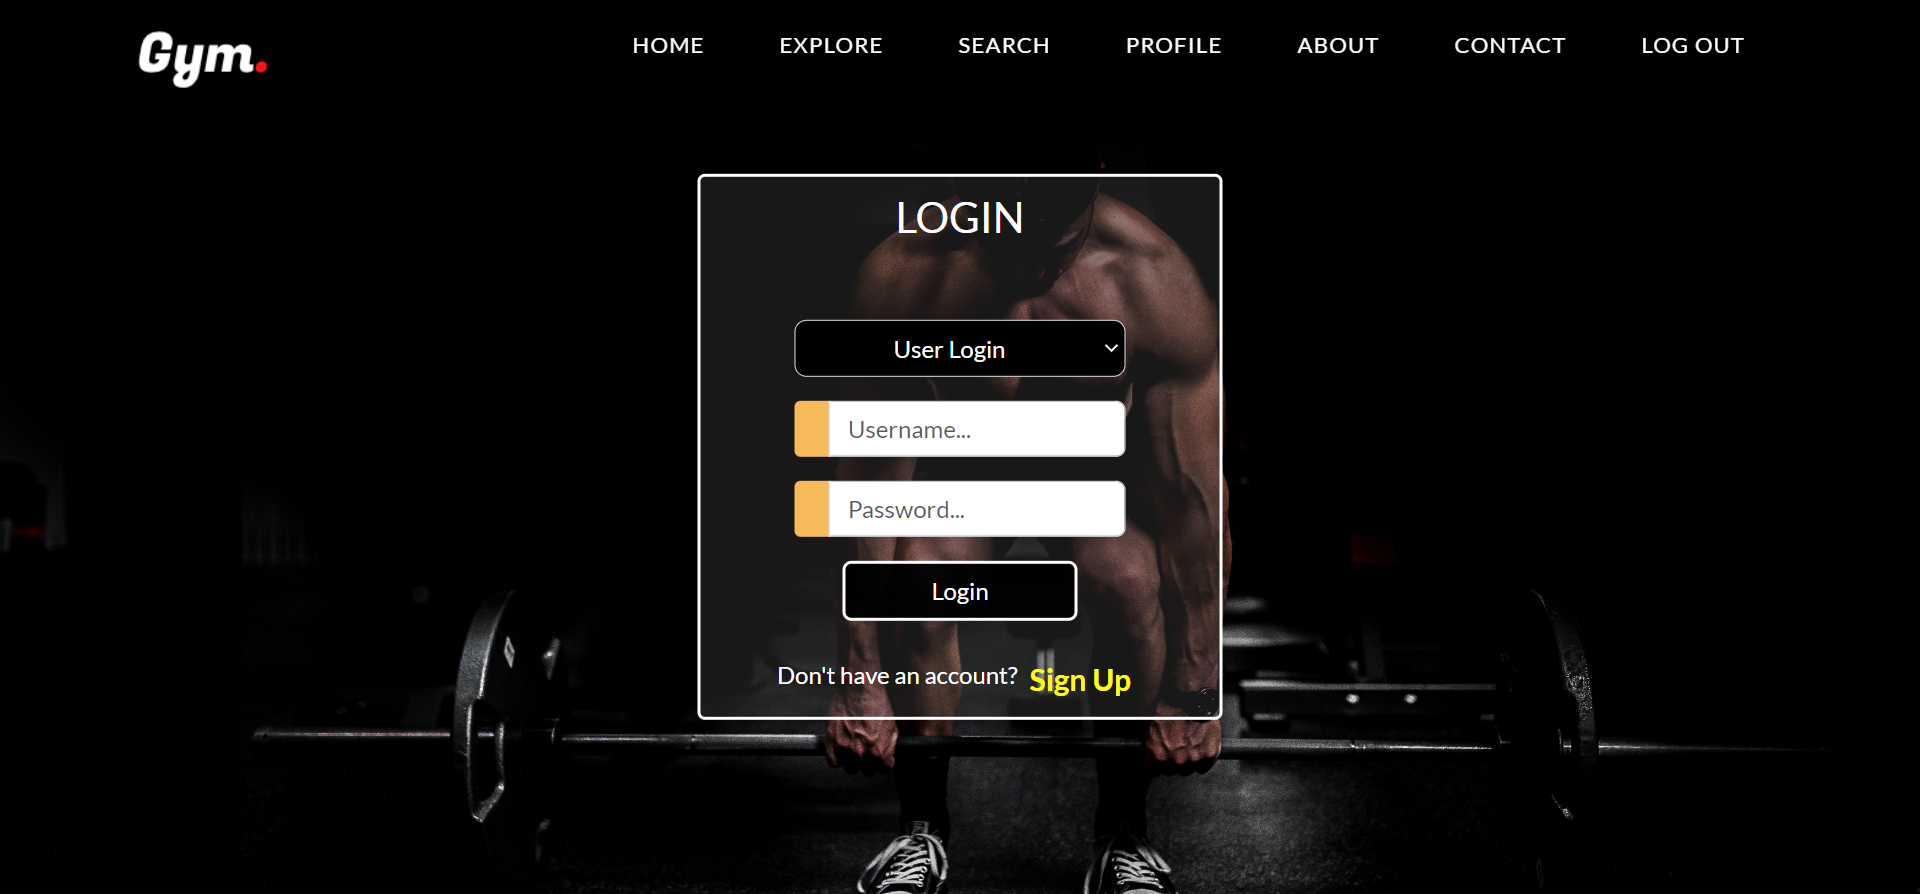 Gym.
HOME EXPLORE SEARCH PROFILE ABOUT CONTACT LOG OUT
LOGIN
User Login
Username...
Password...
Login
Don't have an account? Sign Up